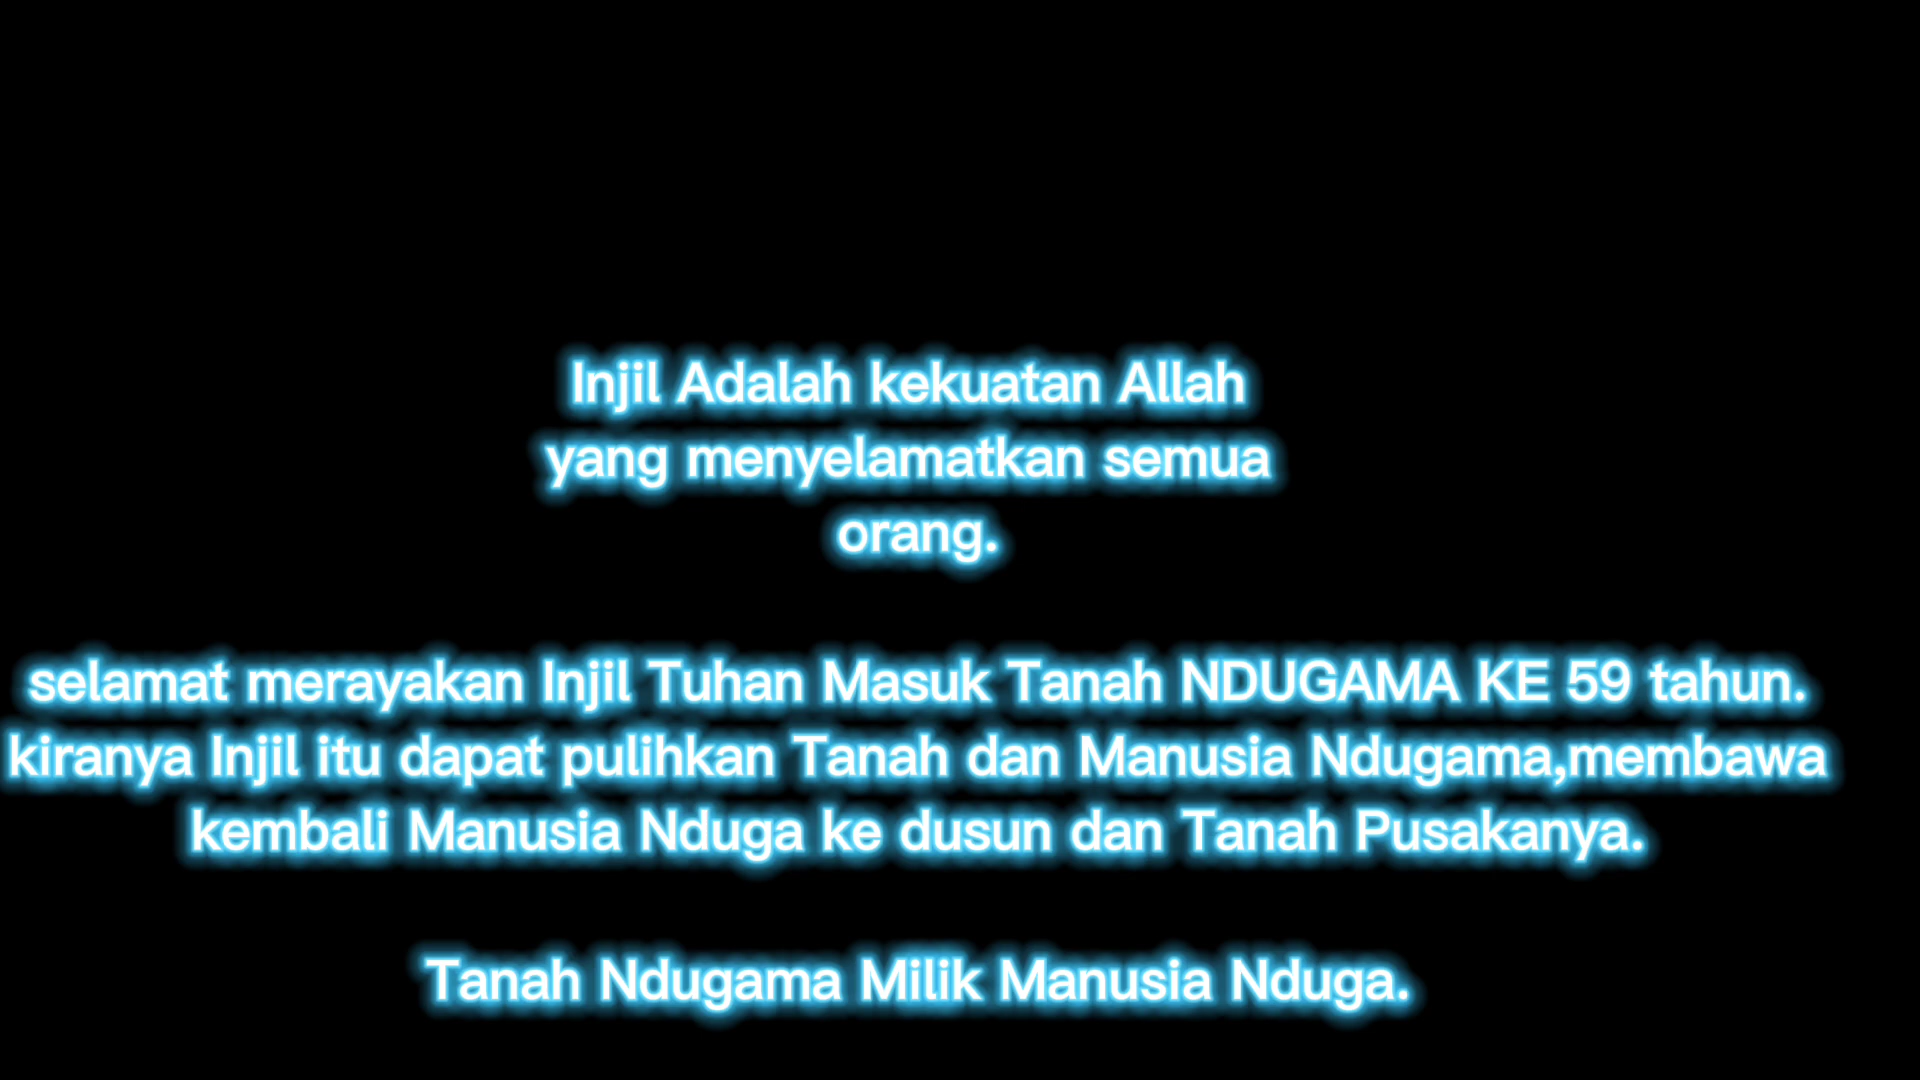 Injil Adalah kekuatan Allah
yang menyelamatkan semua
orang.
selamat merayakan Injil Tuhan Masuk Tanah NDUGAMA KE 59 tahun.
kiranya Injil itu dapat pulihkan Tanah dan Manusia Ndugama,membawa
kembali Manusia Nduga ke dusun dan Tanah Pusakanya.
Tanah Ndugama Milik Manusia Nduga.